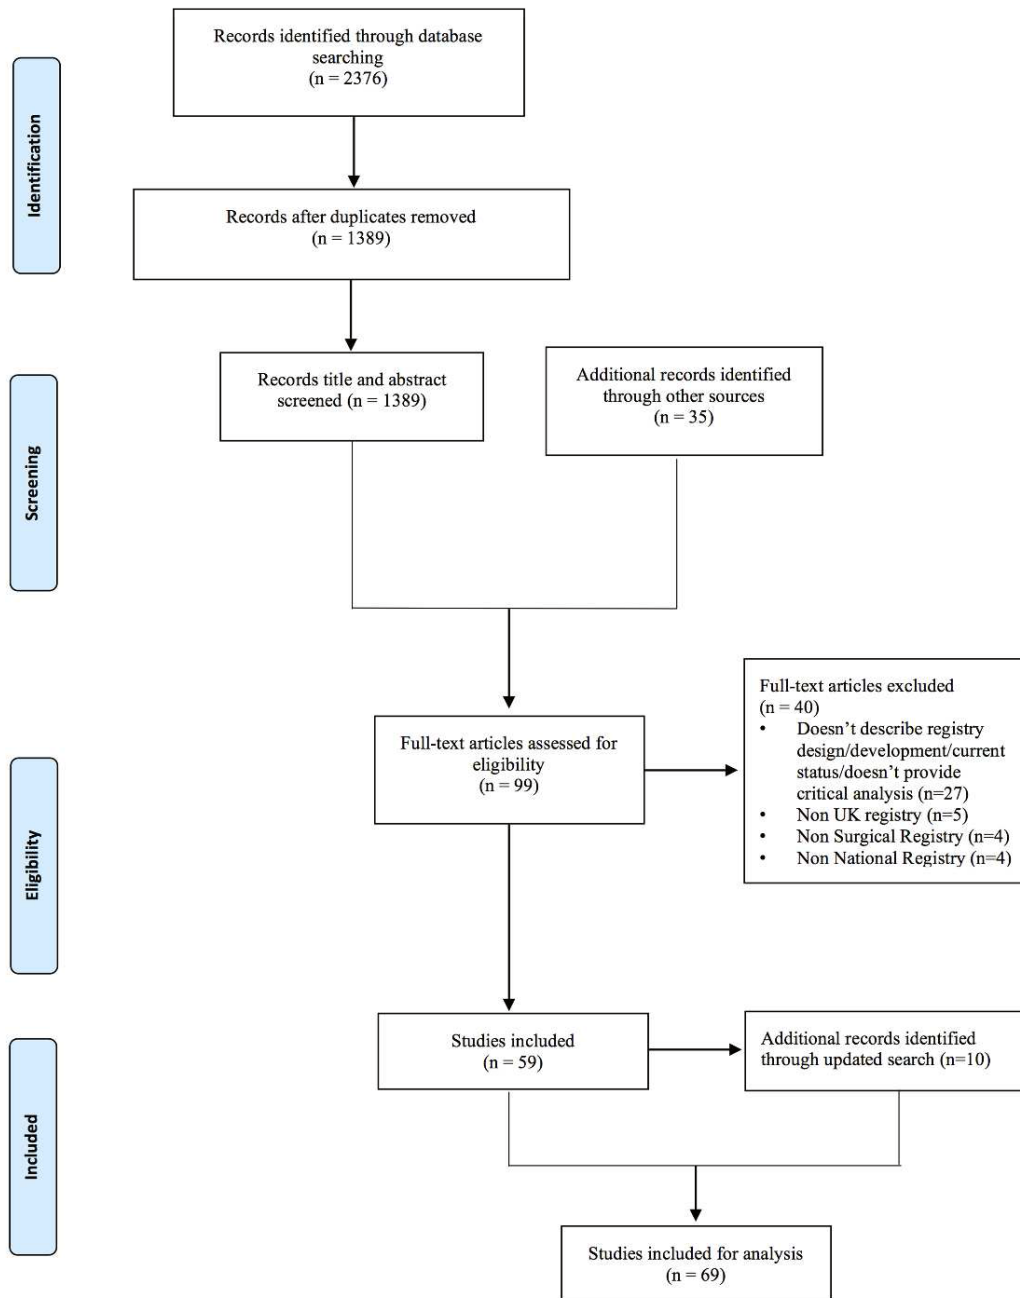 Records identified through database
searching
(n = 2376)
Identification
Records after duplicates removed
(n = 1389)
Records title and abstract
screened (n = 1389)
Additional records identified
through other sources
(n = 35)
Screening
Full-text articles assessed for
eligibility
(n = 99)
Full-text articles excluded
(n = 40)
• Doesn’t describe registry
design/development/current
status/doesn’t provide
critical analysis (n=27)
• Non UK registry (n=5)
• Non Surgical Registry (n=4)
• Non National Registry (n=4)
Eligibility
Studies included
(n = 59)
Additional records identified
through updated search (n=10)
Included
Studies included for analysis
(n = 69)